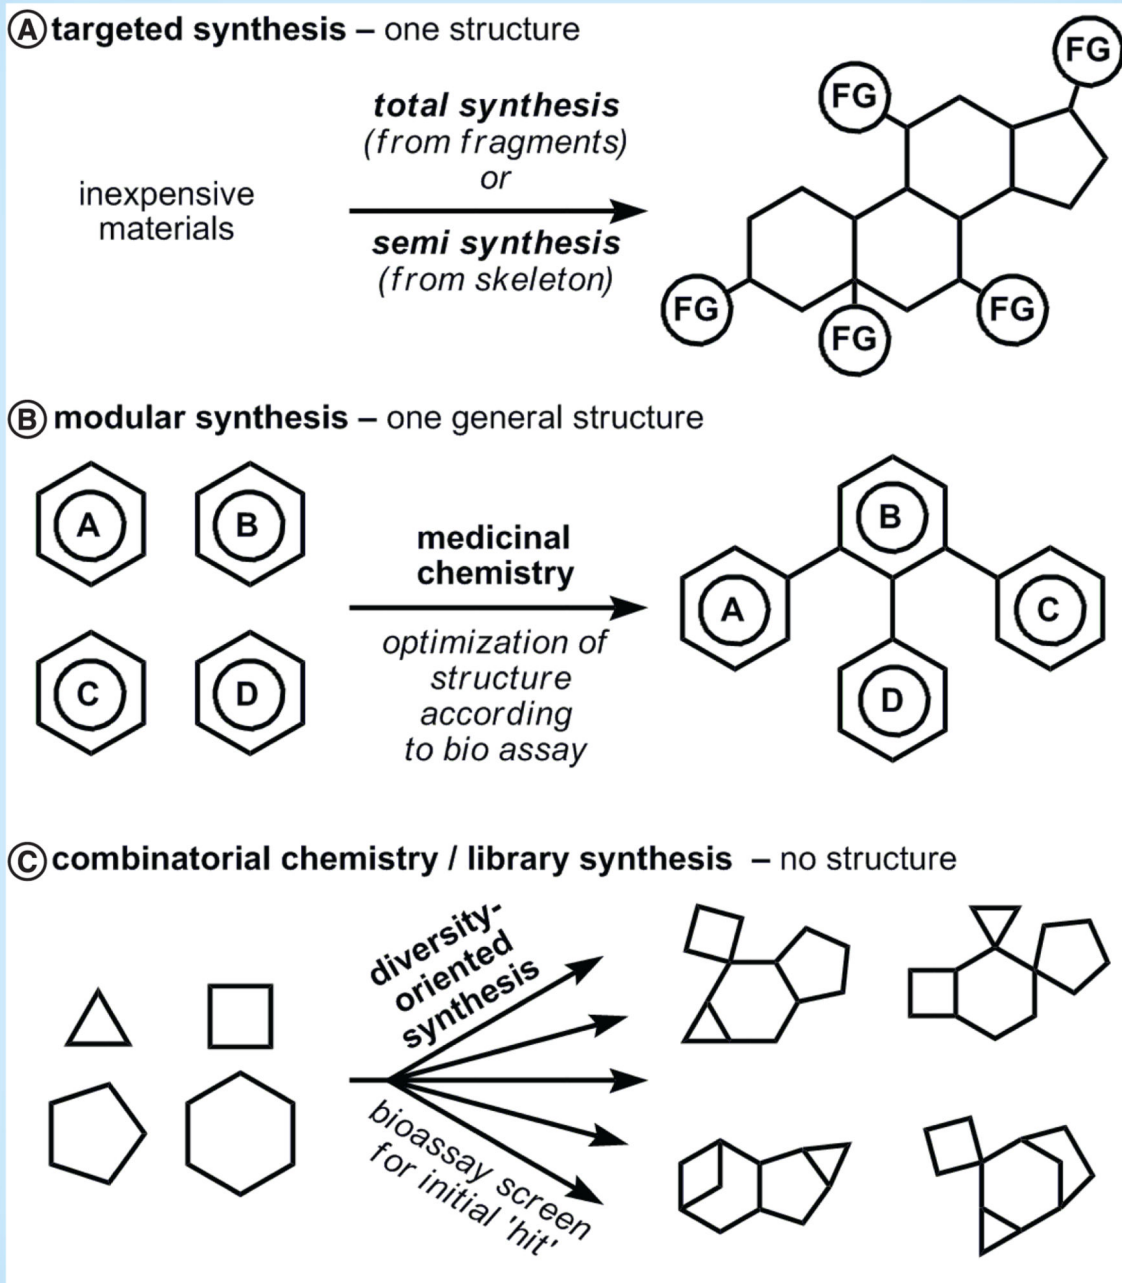 A targeted synthesis – one structure
total synthesis
(from fragments)
or
semi synthesis
(from skeleton)
inexpensive
materials
FG
FG
FG
FG
FG
B modular synthesis – one general structure
A
B
C
D
medicinal
chemistry
optimization of
structure
according
to bio assay
B
A
C
D
C combinatorial chemistry / library synthesis – no structure
diversity-
oriented
synthesis
bioassay screen
for initial 'hit'